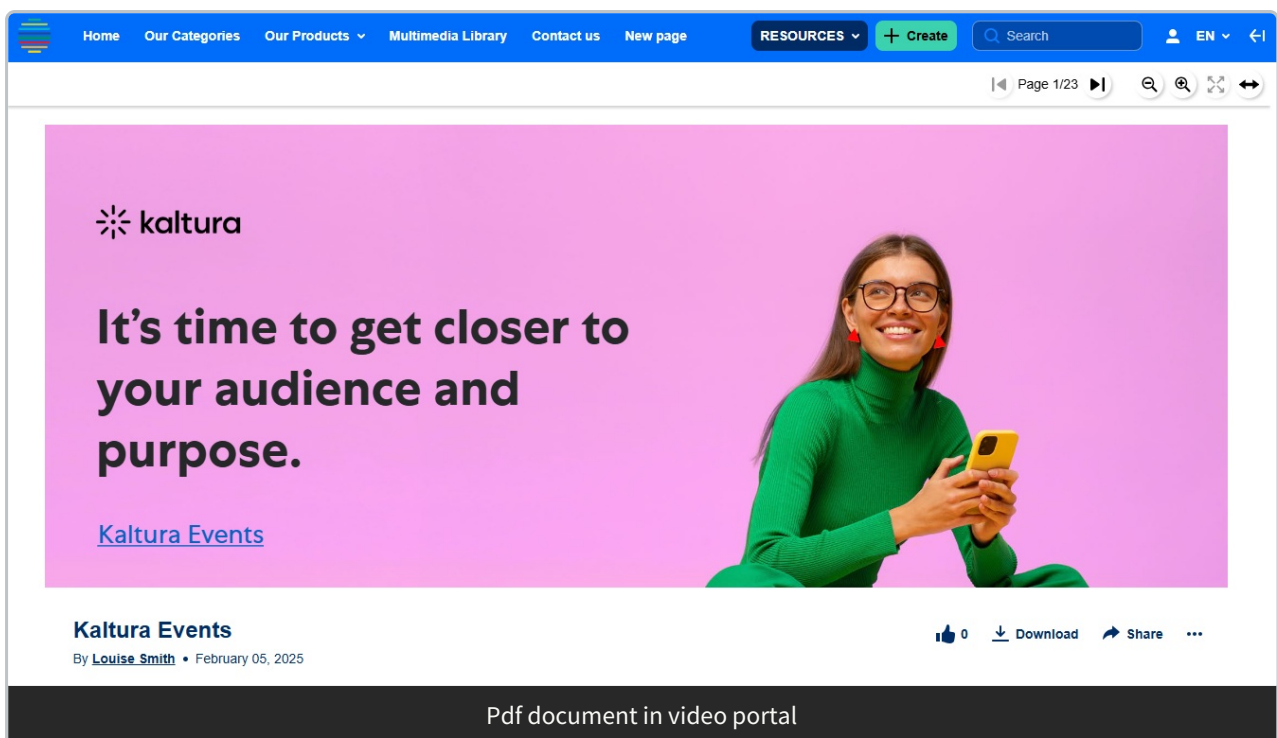 Home Our Categories Our Products Multimedia Library Contact us New page RESOURCES + Create Search EN
Page 1/23
kaltura
It's time to get closer to
your audience and
purpose.
Kaltura Events
Kaltura Events
0 Download Share ...
By Louise Smith • February 05, 2025
Pdf document in video portal